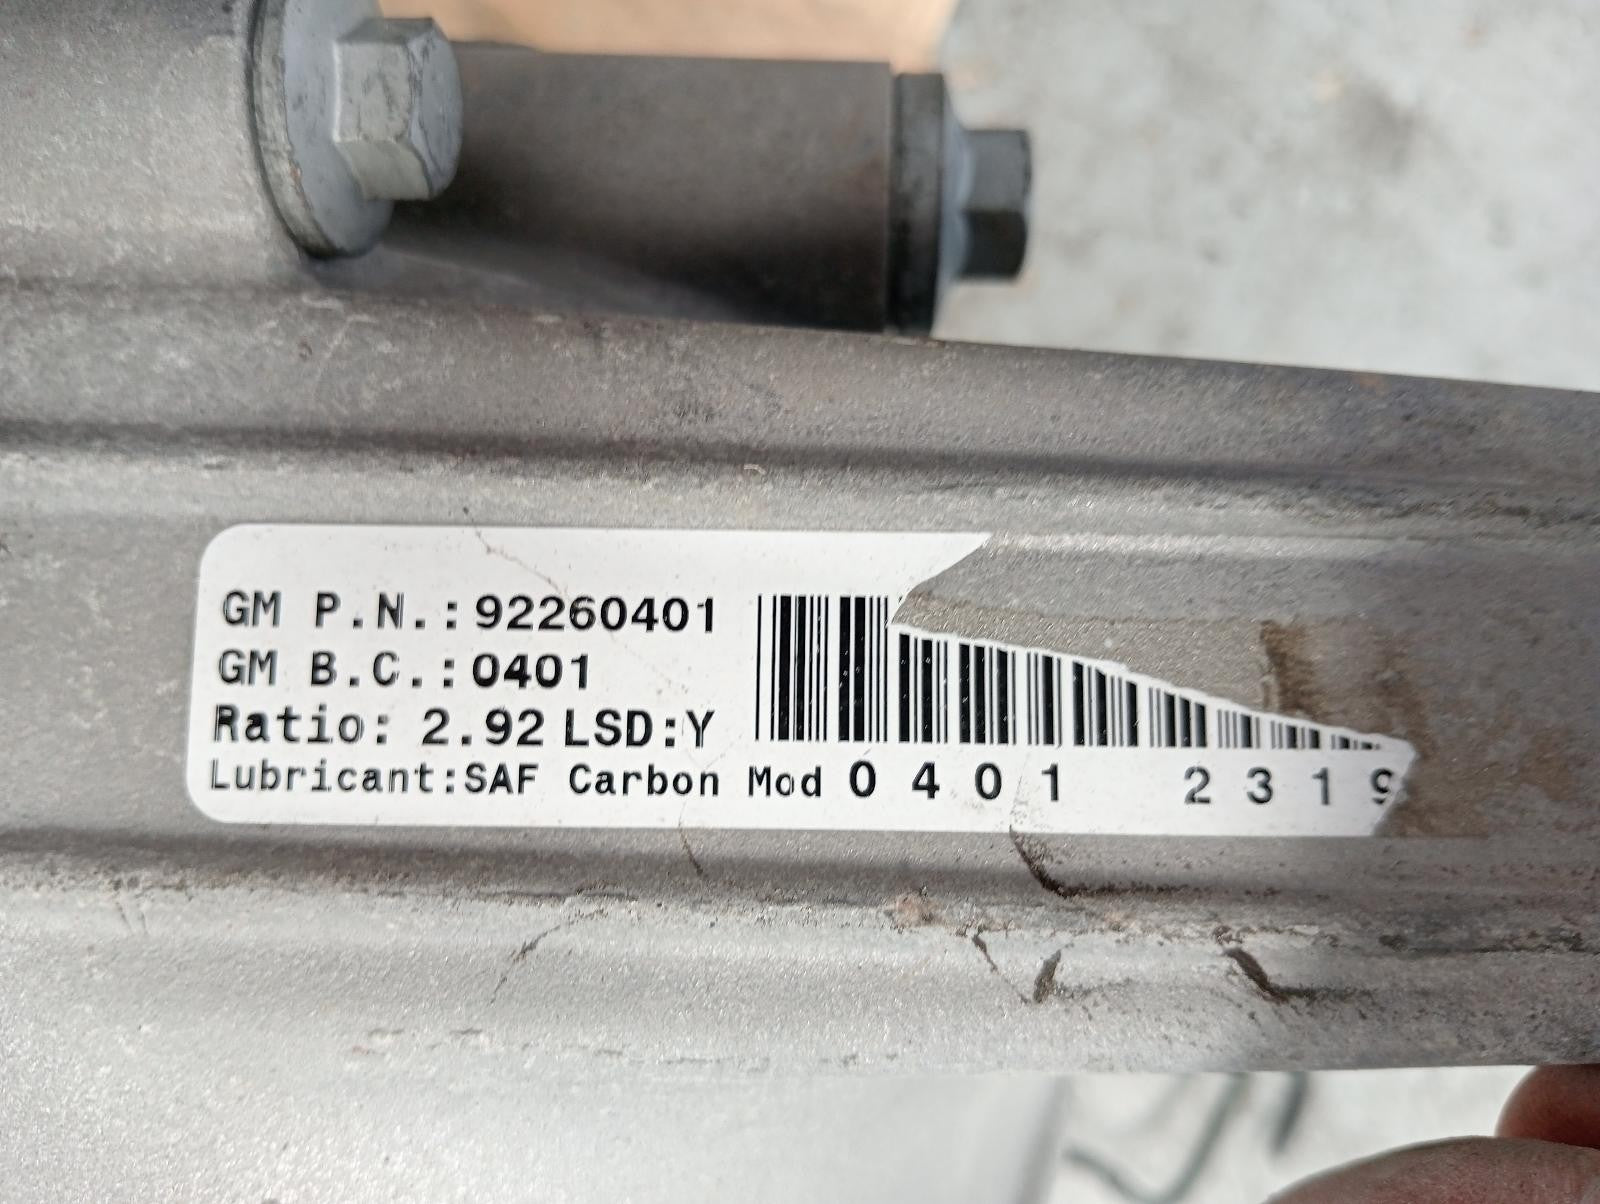 GM P.N.:92260401
GM B.C.:0401
Ratio: 2.92 LSD:Y
Lubricant:SAF Carbon Mod
0401 2319